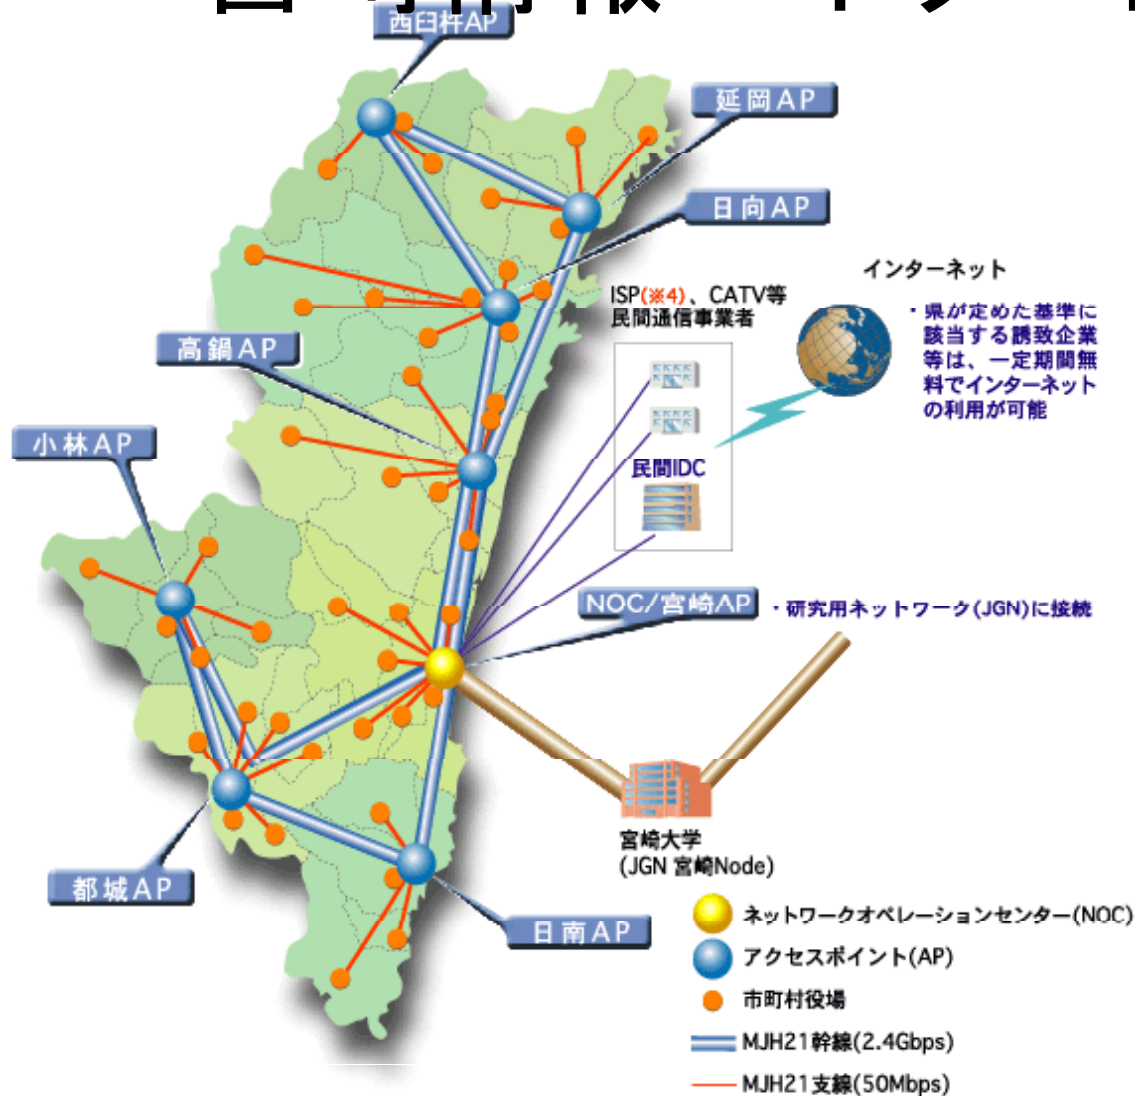 西臼杵AP
延岡AP
日向AP
インターネット
ISP(※4)、CATV等
民間通信事業者
・県が定めた基準に
該当する誘致企業
等は、一定期間無
料でインターネット
の利用が可能
高鍋AP
小林AP
民間IDC
NOC/宮崎AP
・研究用ネットワーク(JGN)に接続
宮崎大学
(JGN 宮崎Node)
都城AP
日南AP
ネットワークオペレーションセンター(NOC)
アクセスポイント(AP)
市町村役場
MJH21幹線(2.4Gbps)
MJH21支線(50Mbps)